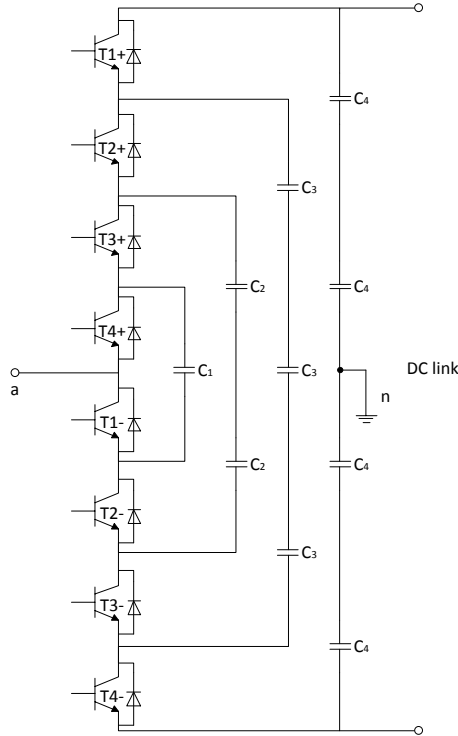 T1+
C₄
T2+
C₃
T3+
C₂
C₄
T4+
C₁
C₃
DC link
a
n
T1-
C₂
C₄
T2-
C₃
T3-
C₄
T4-